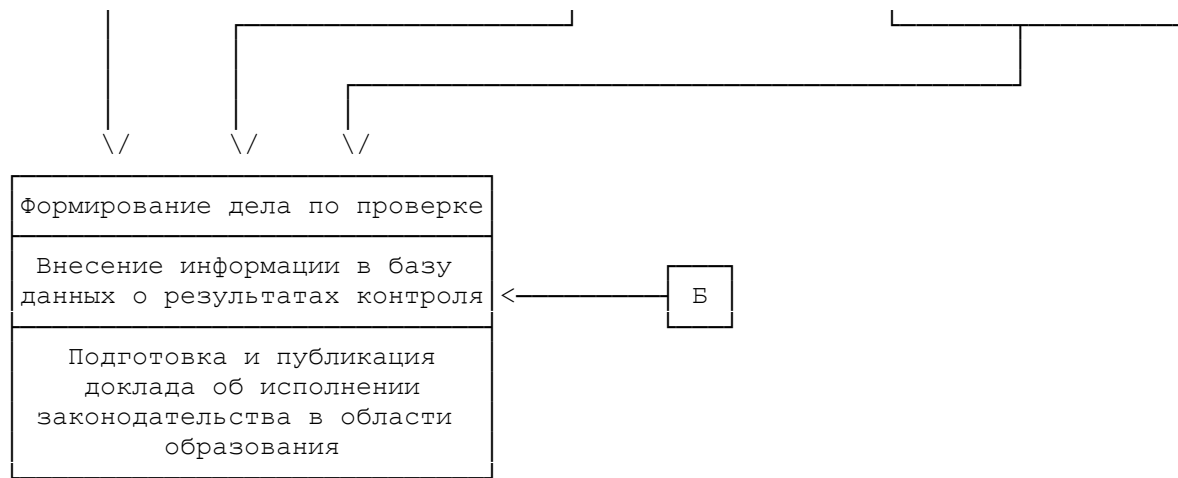 Формирование дела по проверке
Внесение информации в базу
данных о результатах контроля
Б
Подготовка и публикация
доклада об исполнении
законодательства в области
образования